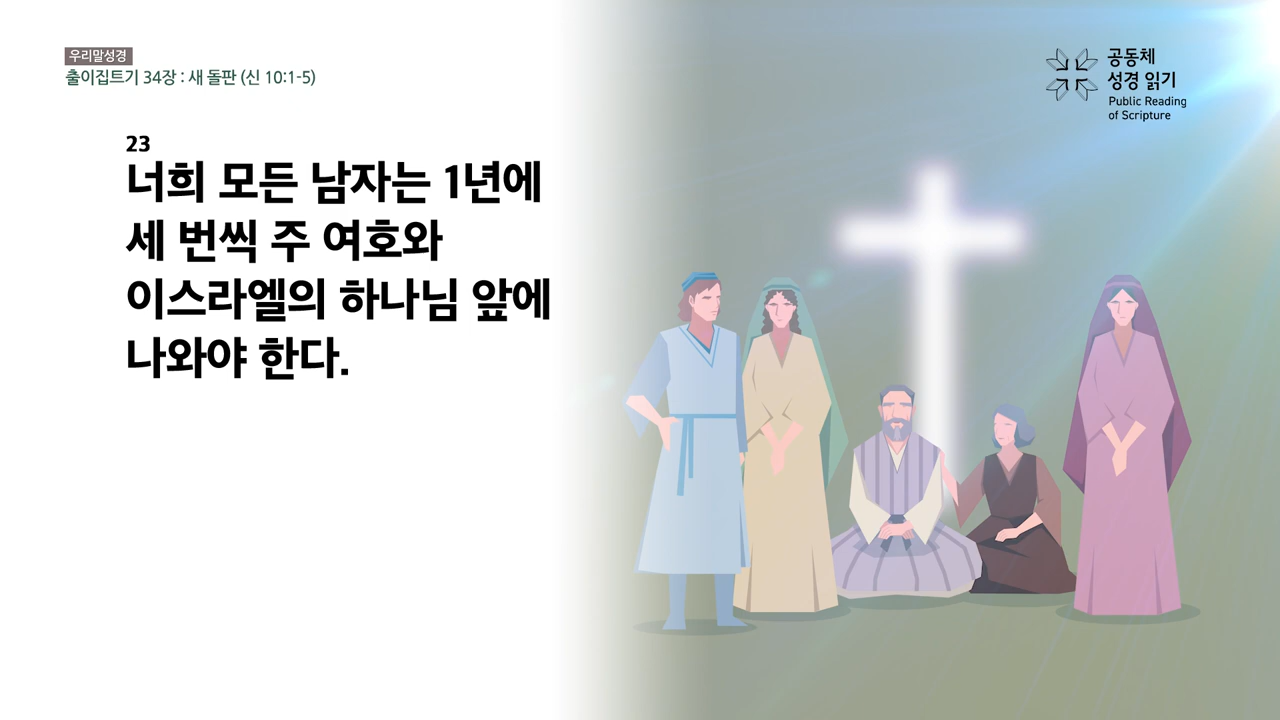 우리말성경
출이집트기 34장 : 새 돌판 (신 10:1-5)
공동체
성경 읽기
Public Reading
of Scripture
23
너희 모든 남자는 1년에
세 번씩 주 여호와
이스라엘의 하나님 앞에
나와야 한다.